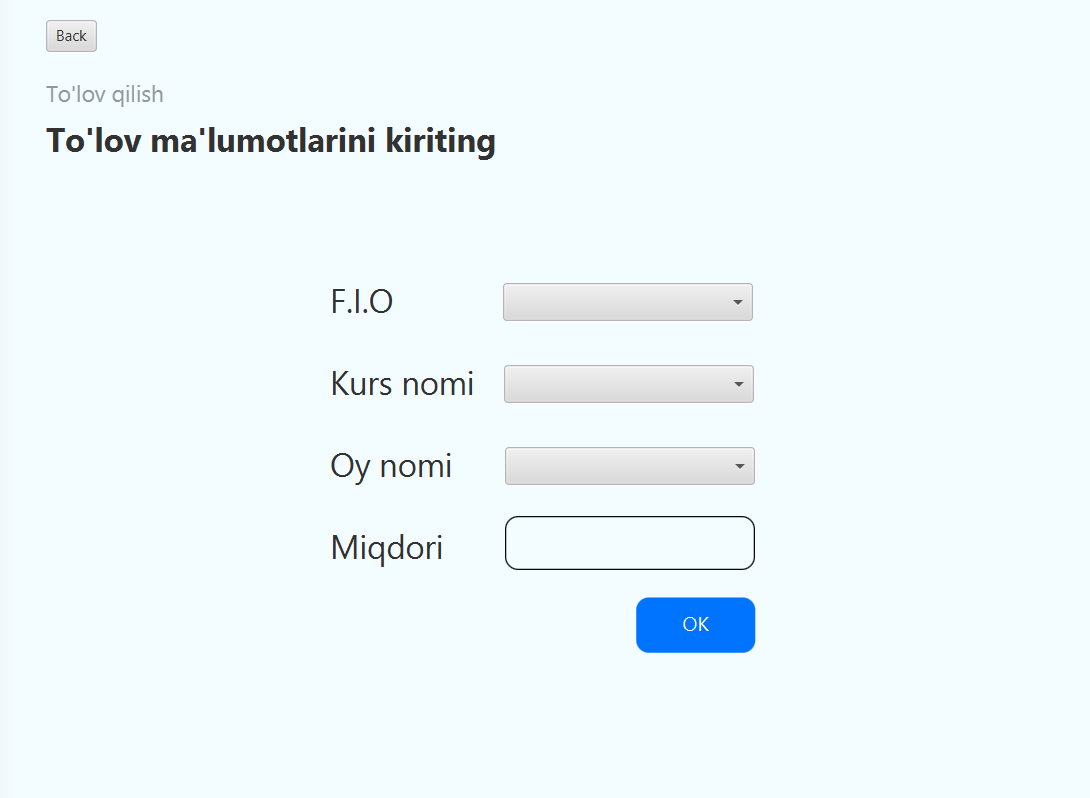 Back
To'lov qilish
To'lov ma'lumotlarini kiriting
F.I.O
Kurs nomi
Oy nomi
Miqdori
OK